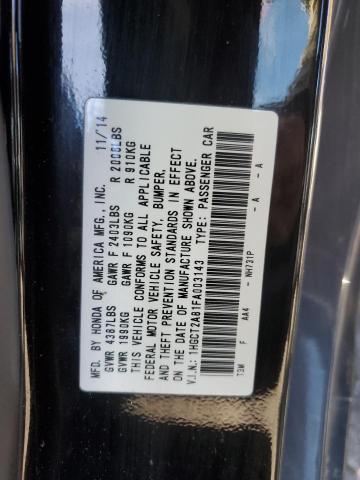 MFD. BY HONDA OF AMERICA MFG., INC. 11/14
GVWR 4387LBS GAWR F 2403LBS R 2006LBS
GVWR 1990KG GAWR F 1090KG R 910KG
THIS VEHICLE CONFORMS TO ALL APPLICABLE
FEDERAL MOTOR VEHICLE SAFETY, BUMPER,
AND THEFT PREVENTION STANDARDS IN EFFECT
ON THE DATE OF MANUFACTURE SHOWN ABOVE.
V.I.N.: 1HGCT2A81FA003143 TYPE: PASSENGER CAR
T3M F AA4 - NH731P - A - A